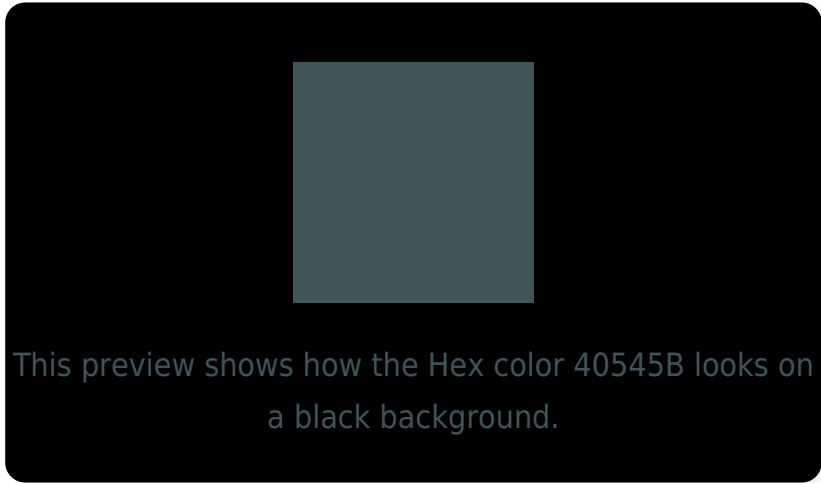 This preview shows how the Hex color 40545B looks on
a black background.